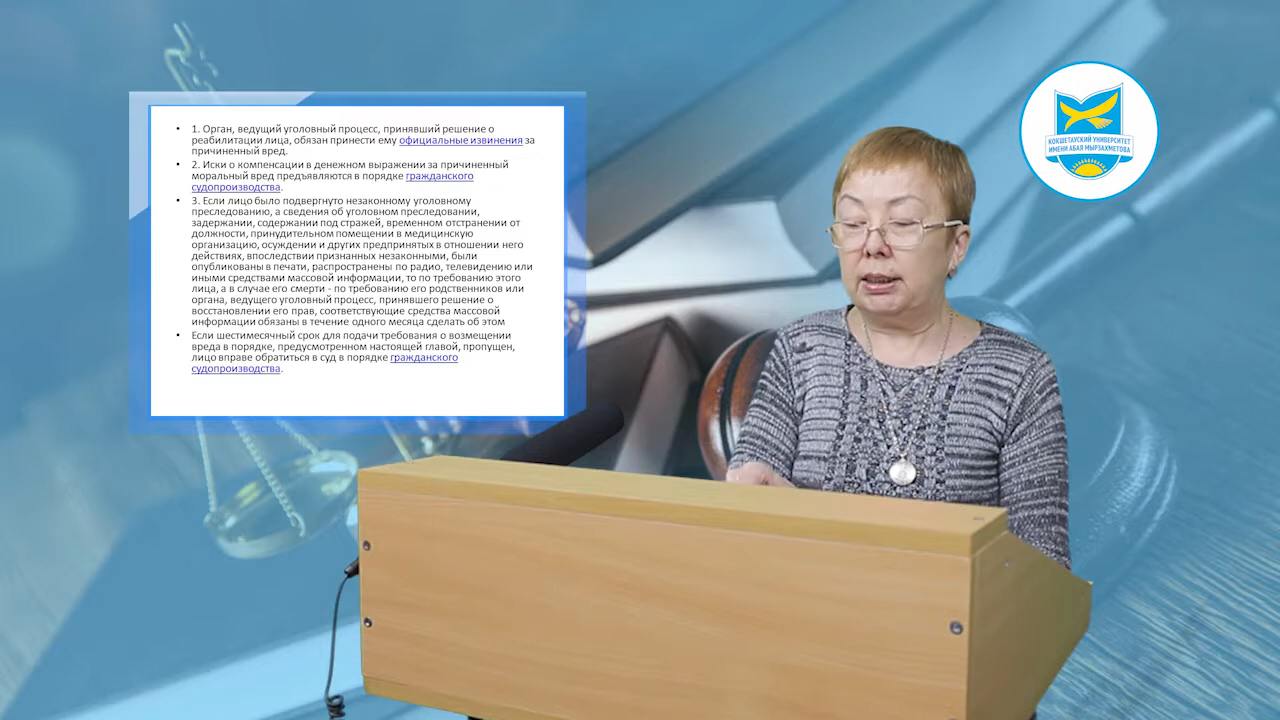 • 1. Орган, ведущий уголовный процесс, принявший решение о
реабилитации лица, обязан принести ему официальные извинения за
причиненный вред.
• 2. Иски о компенсации в денежном выражении за причиненный
моральный вред предъявляются в порядке гражданского
судопроизводства.
• 3. Если лицо было подвергнуто незаконному уголовному
преследованию, а сведения об уголовном преследовании,
задержании, содержании под стражей, временном отстранении от
должности, принудительном помещении в медицинскую
организацию, осуждении и других предпринятых в отношении него
действиях, впоследствии признанных незаконными, были
опубликованы в печати, распространены по радио, телевидению или
иными средствами массовой информации, то по требованию этого
лица, а в случае его смерти - по требованию его родственников или
органа, ведущего уголовный процесс, принявшего решение о
восстановлении его прав, соответствующие средства массовой
информации обязаны в течение одного месяца сделать об этом
• Если шестимесячный срок для подачи требования о возмещении
вреда в порядке, предусмотренном настоящей главой, пропущен,
лицо вправе обратиться в суд в порядке гражданского
судопроизводства.
КОКШЕТАУСКИЙ УНИВЕРСИТЕТ
ИМЕНИ АБАЯ МЫРЗАХМЕТОВА